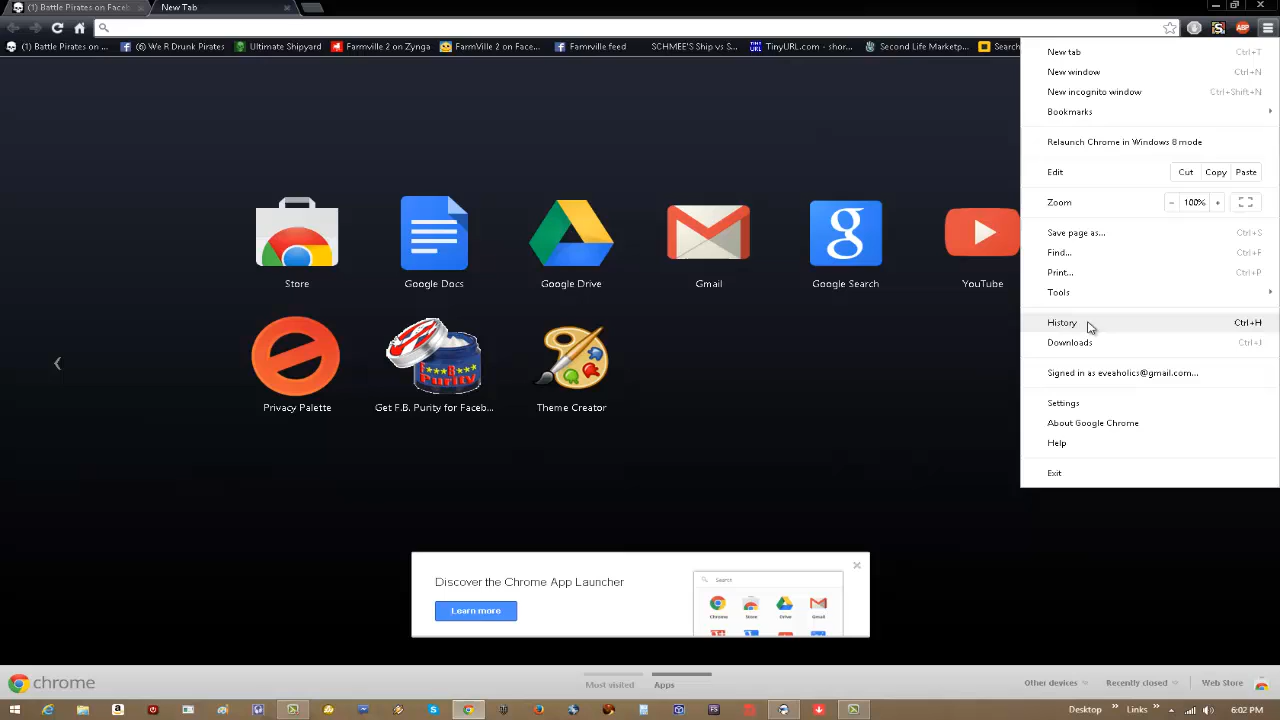 (1) Battle Pirates on Faceb
New Tab
(1) Battle Pirates on ...
(6) We R Drunk Pirates
Ultimate Shipyard
Farmville 2 on Zynga
FarmVille 2 on Face...
Farmville feed
SCHMEE'S Ship vs S...
TinyURL.com - shor...
Second Life Marketp...
Search
ABP
New tab Ctrl+T
New window Ctrl+N
New incognito window Ctrl+Shift+N
Bookmarks
Relaunch Chrome in Windows 8 mode
Edit Cut Copy Paste
Zoom − 100% +
Save page as... Ctrl+S
Find... Ctrl+F
Print... Ctrl+P
Tools
History Ctrl+H
Downloads Ctrl+J
Signed in as eveaholics@gmail.com...
Settings
About Google Chrome
Help
Exit
Store
Google Docs
Google Drive
Gmail
Google Search
YouTube
F***B Purity
Privacy Palette
Get F.B. Purity for Faceb...
Theme Creator
Discover the Chrome App Launcher
Learn more
Search
Chrome Store Drive Gmail
chrome
Most visited
Apps
Other devices
Recently closed
Web Store
Desktop
Links
6:02 PM